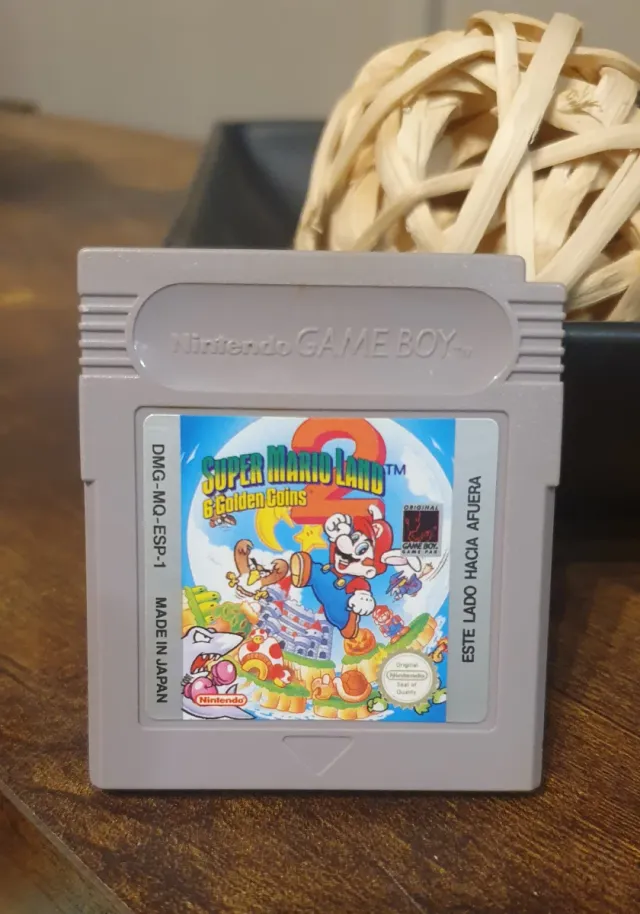 Nintendo GAME BOY TM
DMG-MQ-ESP-1 MADE IN JAPAN
SUPER MARIO LAND 2 TM
6 Golden Coins
ORIGINAL
GAME BOY
GAME PAK
Original
Nintendo
Seal of
Quality
Nintendo
ESTE LADO HACIA AFUERA